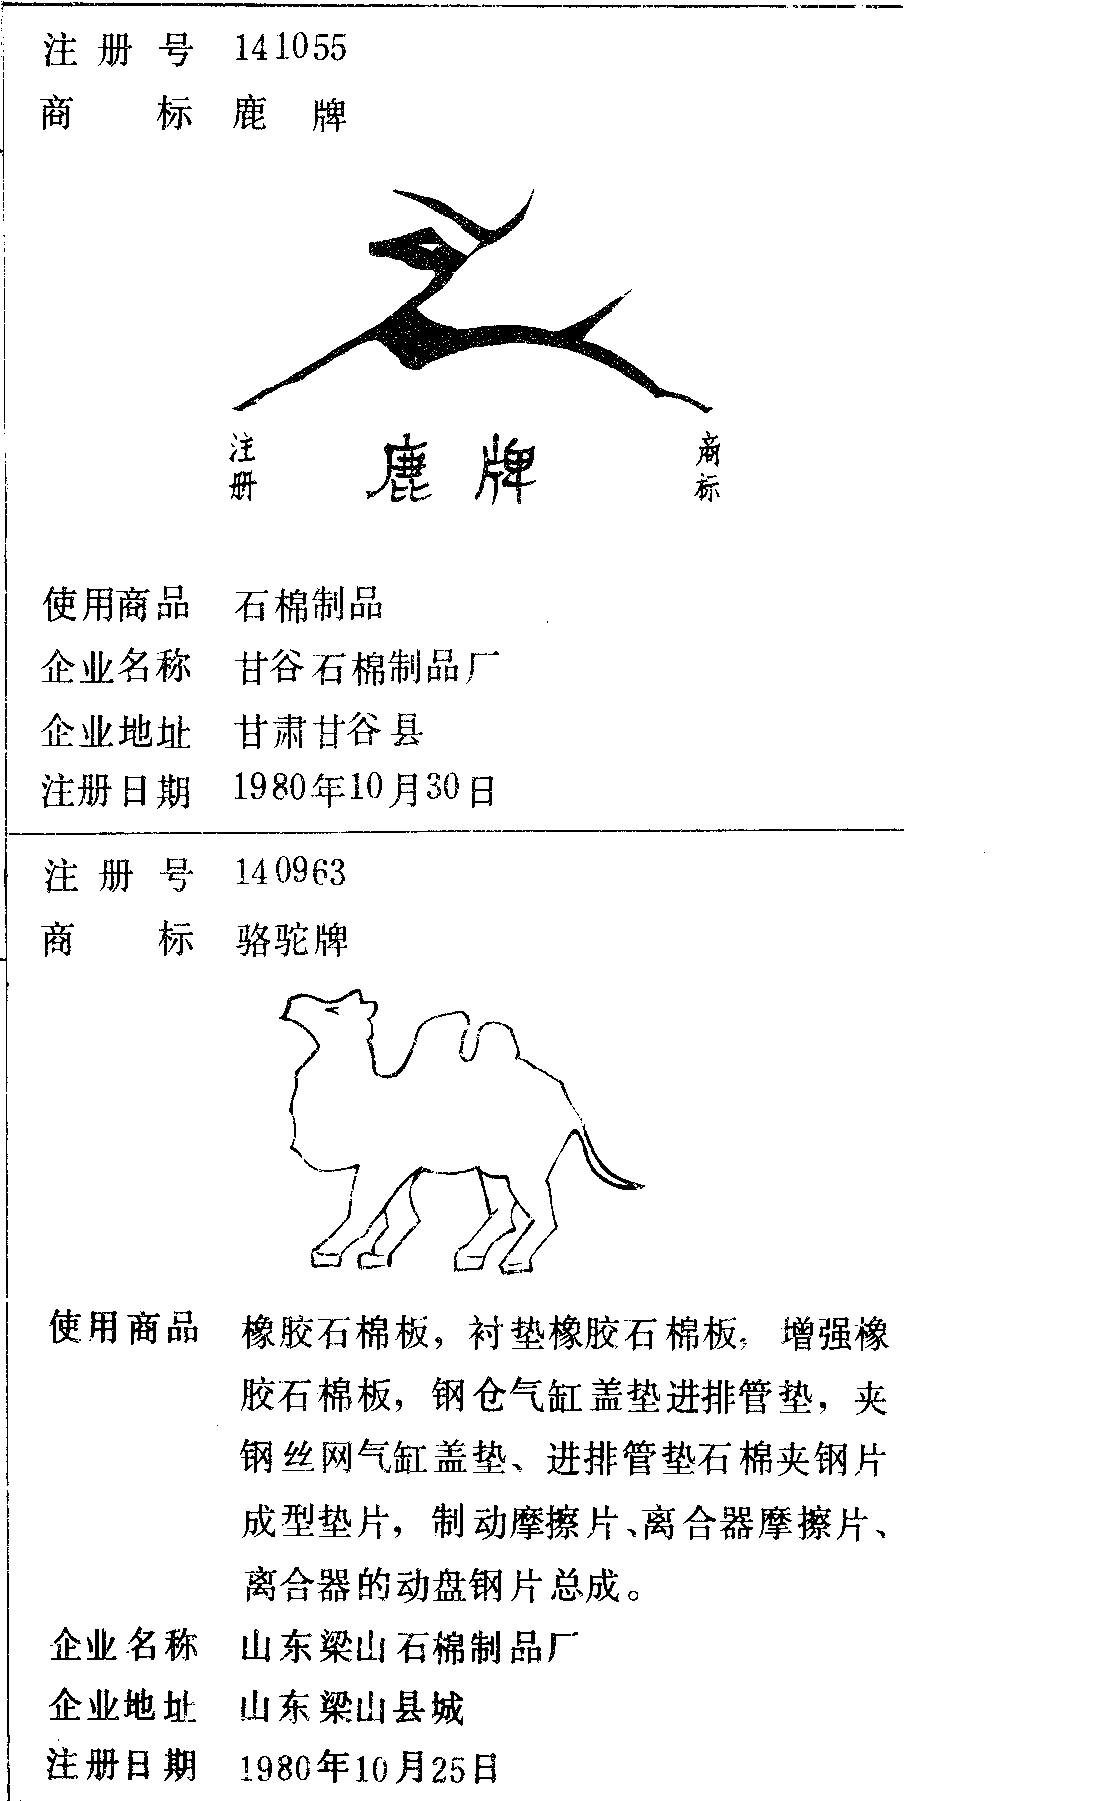 注册号 141055
商标 鹿牌
注册 鹿牌 商标
使用商品 石棉制品
企业名称 甘谷石棉制品厂
企业地址 甘肃甘谷县
注册日期 1980年10月30日
注册号 140963
商标 骆驼牌
使用商品 橡胶石棉板，衬垫橡胶石棉板，增强橡
胶石棉板，钢仓气缸盖垫进排管垫，夹
钢丝网气缸盖垫、进排管垫石棉夹钢片
成型垫片，制动摩擦片、离合器摩擦片、
离合器的动盘钢片总成。
企业名称 山东梁山石棉制品厂
企业地址 山东梁山县城
注册日期 1980年10月25日